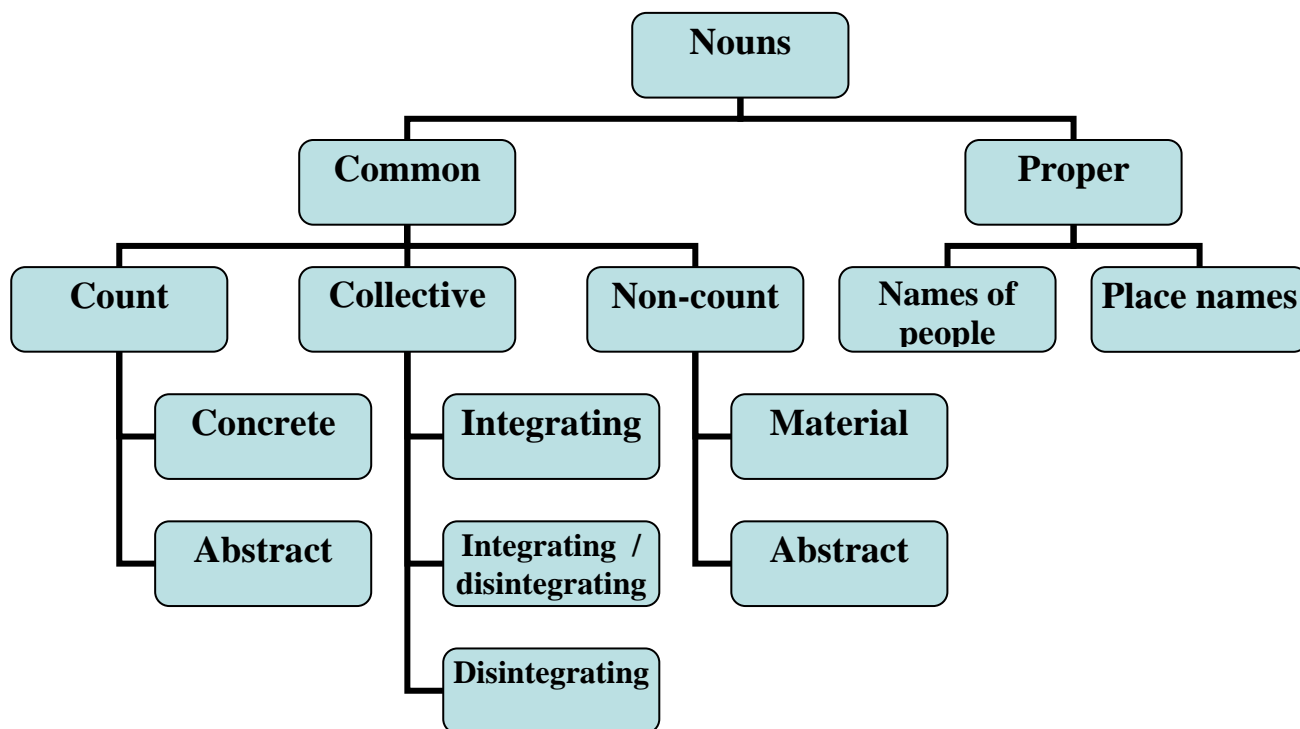 Nouns
Common
Proper
Count
Collective
Non-count
Names of
people
Place names
Concrete
Integrating
Material
Abstract
Integrating / 
disintegrating
Abstract
Disintegrating